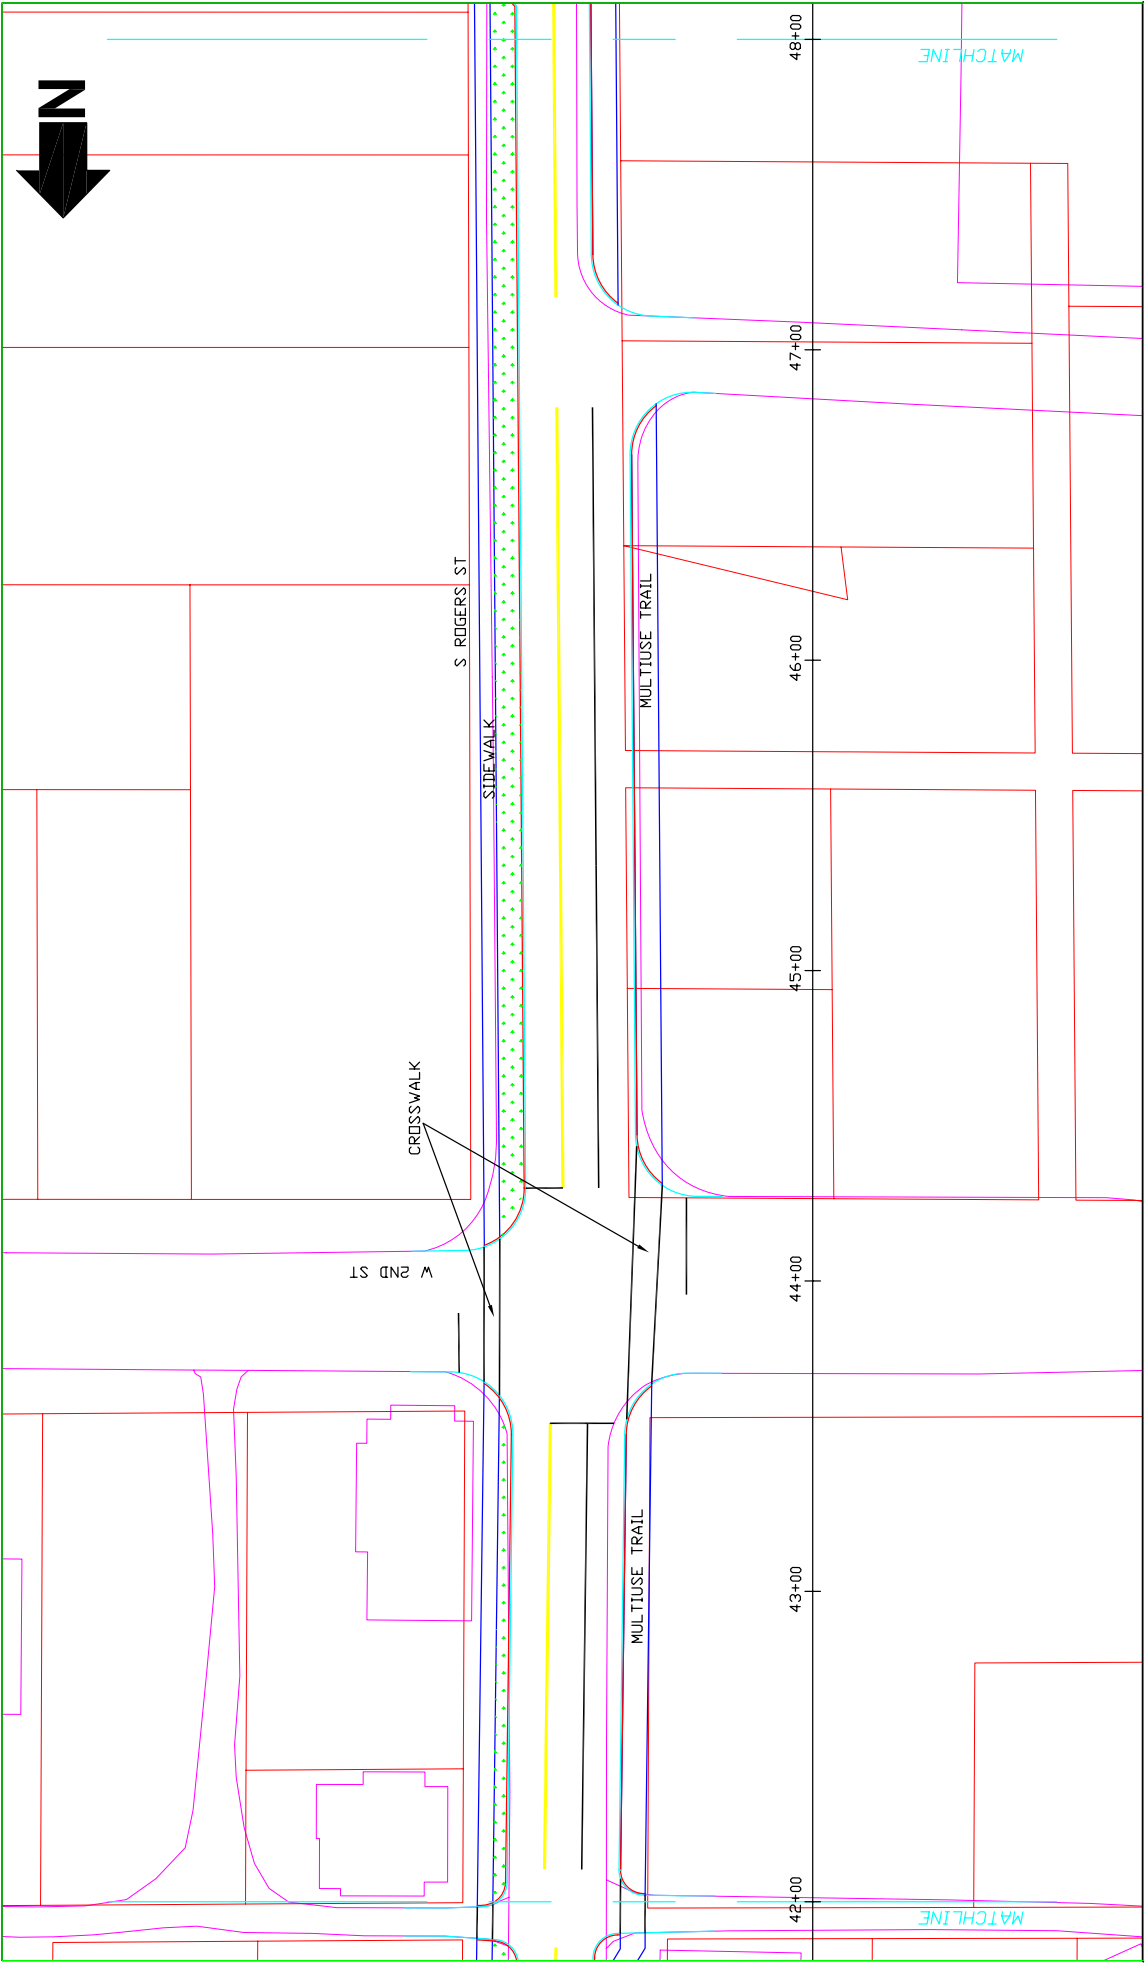 48+00
MATCHLINE
N
47+00
S ROGERS ST
MULTIUSE TRAIL
46+00
SIDEWALK
45+00
CROSSWALK
W 2ND ST
44+00
MULTIUSE TRAIL
43+00
42+00
MATCHLINE